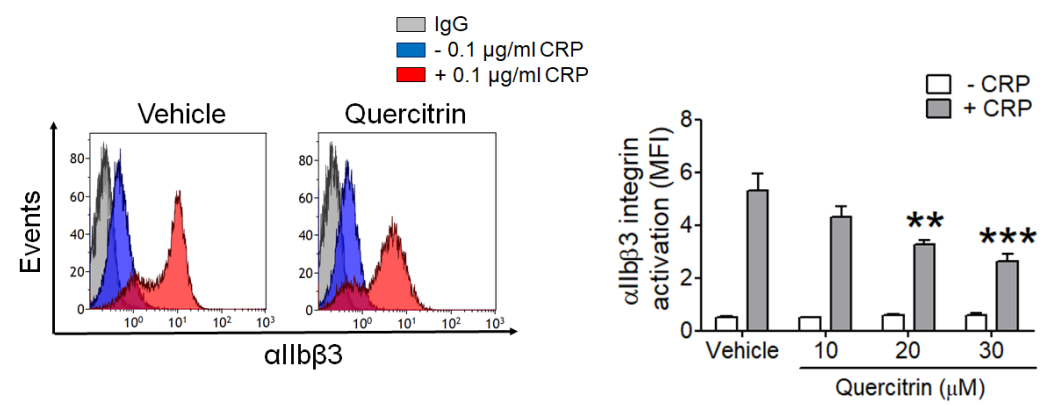 IgG
- 0.1 μg/ml CRP
+ 0.1 μg/ml CRP
Vehicle
Quercitrin
Events
80
60
40
20
0
10⁰ 10¹ 10² 10³
80
60
40
20
0
10⁰ 10¹ 10² 10³
αIIbβ3
- CRP
+ CRP
αIIbβ3 integrin
activation (MFI)
8
6
4
2
0
**
***
Vehicle 10 20 30
Quercitrin (μM)